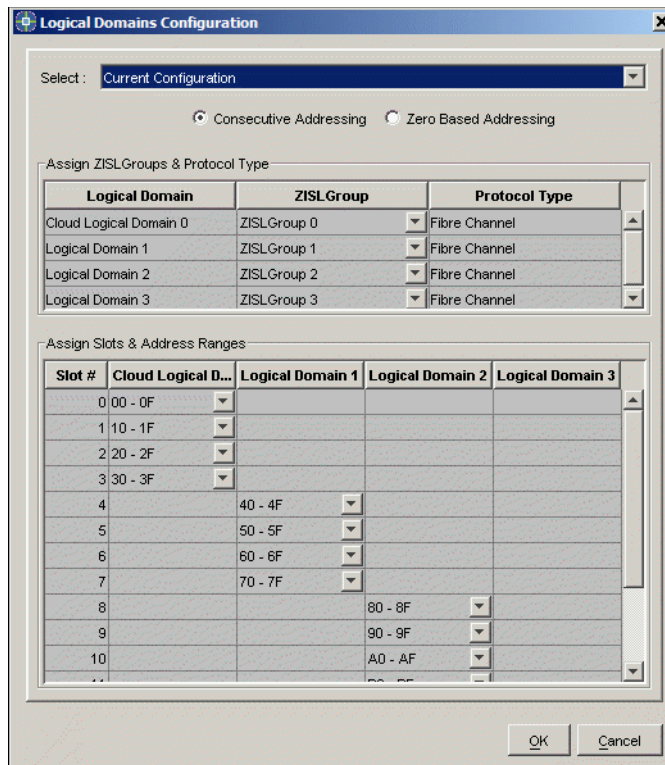 Logical Domains Configuration
Select : Current Configuration
Consecutive Addressing Zero Based Addressing
Assign ZISLGroups & Protocol Type
Logical Domain ZISLGroup Protocol Type
Cloud Logical Domain 0 ZISLGroup 0 Fibre Channel
Logical Domain 1 ZISLGroup 1 Fibre Channel
Logical Domain 2 ZISLGroup 2 Fibre Channel
Logical Domain 3 ZISLGroup 3 Fibre Channel
Assign Slots & Address Ranges
Slot # Cloud Logical D... Logical Domain 1 Logical Domain 2 Logical Domain 3
0 00 - 0F
1 10 - 1F
2 20 - 2F
3 30 - 3F
4 40 - 4F
5 50 - 5F
6 60 - 6F
7 70 - 7F
8 80 - 8F
9 90 - 9F
10 A0 - AF
OK Cancel